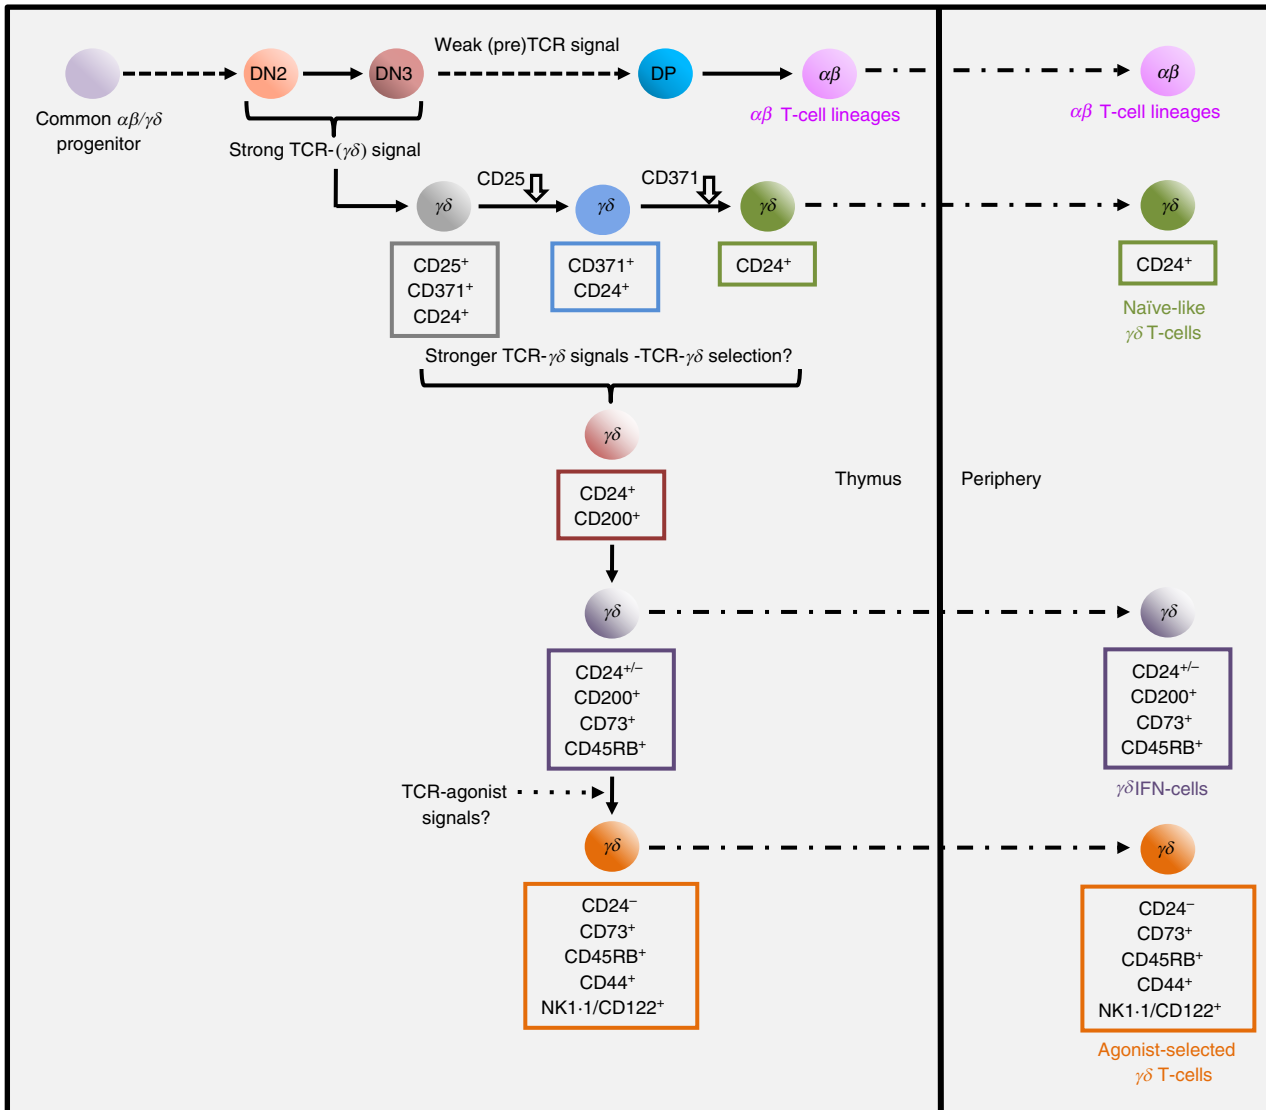 Weak (pre)TCR signal
DN2
DN3
DP
αβ
αβ
Common αβ/γδ
progenitor
αβ T-cell lineages
αβ T-cell lineages
Strong TCR-(γδ) signal
CD25
CD371
γδ
γδ
γδ
γδ
CD25⁺
CD371⁺
CD24⁺
CD371⁺
CD24⁺
CD24⁺
CD24⁺
Naïve-like
γδ T-cells
Stronger TCR-γδ signals -TCR-γδ selection?
γδ
Thymus
Periphery
CD24⁺
CD200⁺
γδ
γδ
CD24⁺/⁻
CD200⁺
CD73⁺
CD45RB⁺
CD24⁺/⁻
CD200⁺
CD73⁺
CD45RB⁺
γδIFN-cells
TCR-agonist
signals?
γδ
γδ
CD24⁻
CD73⁺
CD45RB⁺
CD44⁺
NK1·1/CD122⁺
CD24⁻
CD73⁺
CD45RB⁺
CD44⁺
NK1·1/CD122⁺
Agonist-selected
γδ T-cells